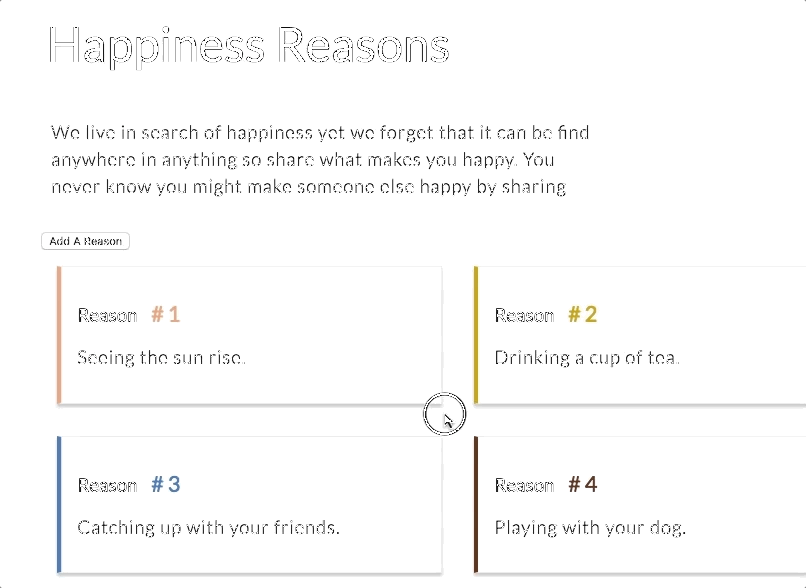 Happiness Reasons
We live in search of happiness yet we forget that it can be find
anywhere in anything so share what makes you happy. You
never know you might make someone else happy by sharing
Add A Reason
Reason # 1
Seeing the sun rise.
Reason # 2
Drinking a cup of tea.
Reason # 3
Catching up with your friends.
Reason # 4
Playing with your dog.